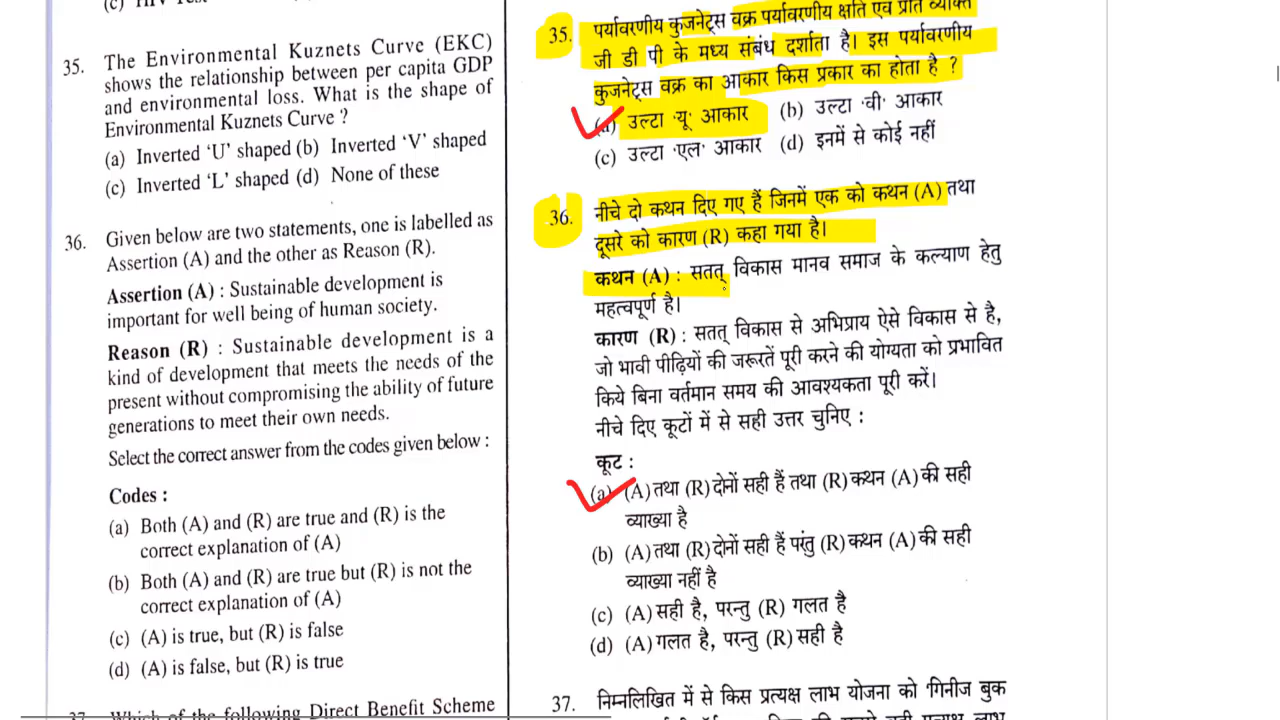 35. The Environmental Kuznets Curve (EKC)
shows the relationship between per capita GDP
and environmental loss. What is the shape of
Environmental Kuznets Curve ?
(a) Inverted ‘U’ shaped (b) Inverted ‘V’ shaped
(c) Inverted ‘L’ shaped (d) None of these
36. Given below are two statements, one is labelled as
Assertion (A) and the other as Reason (R).
Assertion (A) : Sustainable development is
important for well being of human society.
Reason (R) : Sustainable development is a
kind of development that meets the needs of the
present without compromising the ability of future
generations to meet their own needs.
Select the correct answer from the codes given below :
Codes :
(a) Both (A) and (R) are true and (R) is the
correct explanation of (A)
(b) Both (A) and (R) are true but (R) is not the
correct explanation of (A)
(c) (A) is true, but (R) is false
(d) (A) is false, but (R) is true
37. Which of the following Direct Benefit Scheme
35. पर्यावरणीय कुजनेट्स वक्र पर्यावरणीय क्षति एवं प्रति व्यक्ति
जी डी पी के मध्य संबंध दर्शाता है। इस पर्यावरणीय
कुजनेट्स वक्र का आकार किस प्रकार का होता है ?
(a) उल्टा ‘यू’ आकार (b) उल्टा ‘वी’ आकार
(c) उल्टा ‘एल’ आकार (d) इनमें से कोई नहीं
36. नीचे दो कथन दिए गए हैं जिनमें एक को कथन (A) तथा
दूसरे को कारण (R) कहा गया है।
कथन (A) : सतत् विकास मानव समाज के कल्याण हेतु
महत्वपूर्ण है।
कारण (R) : सतत् विकास से अभिप्राय ऐसे विकास से है,
जो भावी पीढ़ियों की जरूरतें पूरी करने की योग्यता को प्रभावित
किये बिना वर्तमान समय की आवश्यकता पूरी करें।
नीचे दिए कूटों में से सही उत्तर चुनिए :
कूट :
(a) (A) तथा (R) दोनों सही हैं तथा (R) कथन (A) की सही
व्याख्या है
(b) (A) तथा (R) दोनों सही हैं परंतु (R) कथन (A) की सही
व्याख्या नहीं है
(c) (A) सही है, परन्तु (R) गलत है
(d) (A) गलत है, परन्तु (R) सही है
37. निम्नलिखित में से किस प्रत्यक्ष लाभ योजना को ‘गिनीज बुक